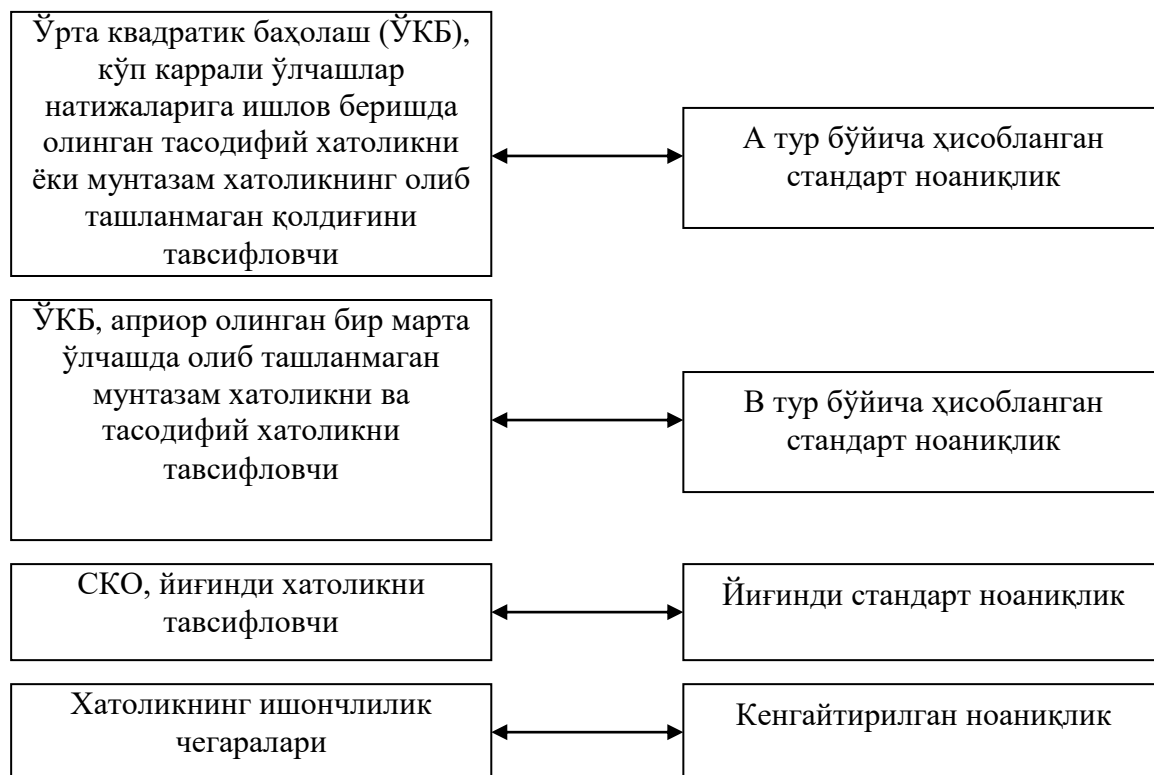 Ўрта квадратик баҳолаш (ЎКБ),
кўп каррали ўлчашлар
натижаларига ишлов беришда
олинган тасодифий хатоликни
ёки мунтазам хатоликнинг олиб
ташланмаган қолдиғини
тавсифловчи
А тур бўйича ҳисобланган
стандарт ноаниқлик
ЎКБ, априор олинган бир марта
ўлчашда олиб ташланмаган
мунтазам хатоликни ва
тасодифий хатоликни
тавсифловчи
В тур бўйича ҳисобланган
стандарт ноаниқлик
СКО, йиғинди хатоликни
тавсифловчи
Йиғинди стандарт ноаниқлик
Хатоликнинг ишончлилик
чегаралари
Кенгайтирилган ноаниқлик